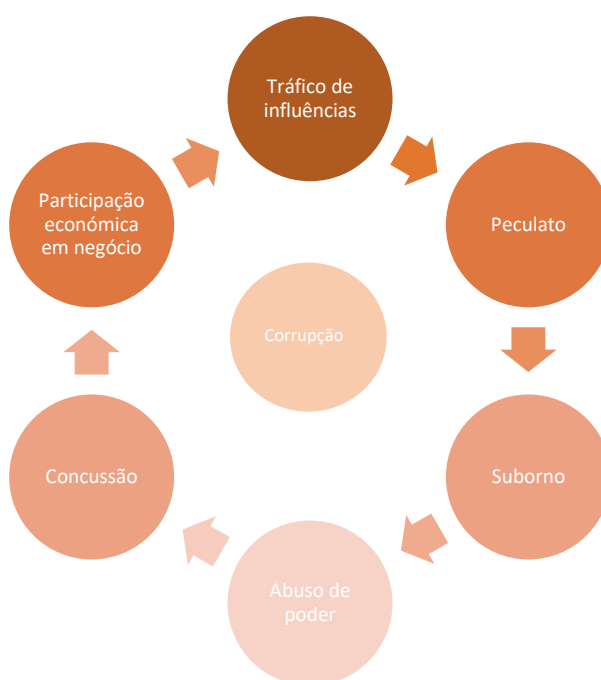 Tráfico de
influências
Peculato
Suborno
Abuso de
poder
Concussão
Participação
económica
em negócio
Corrupção